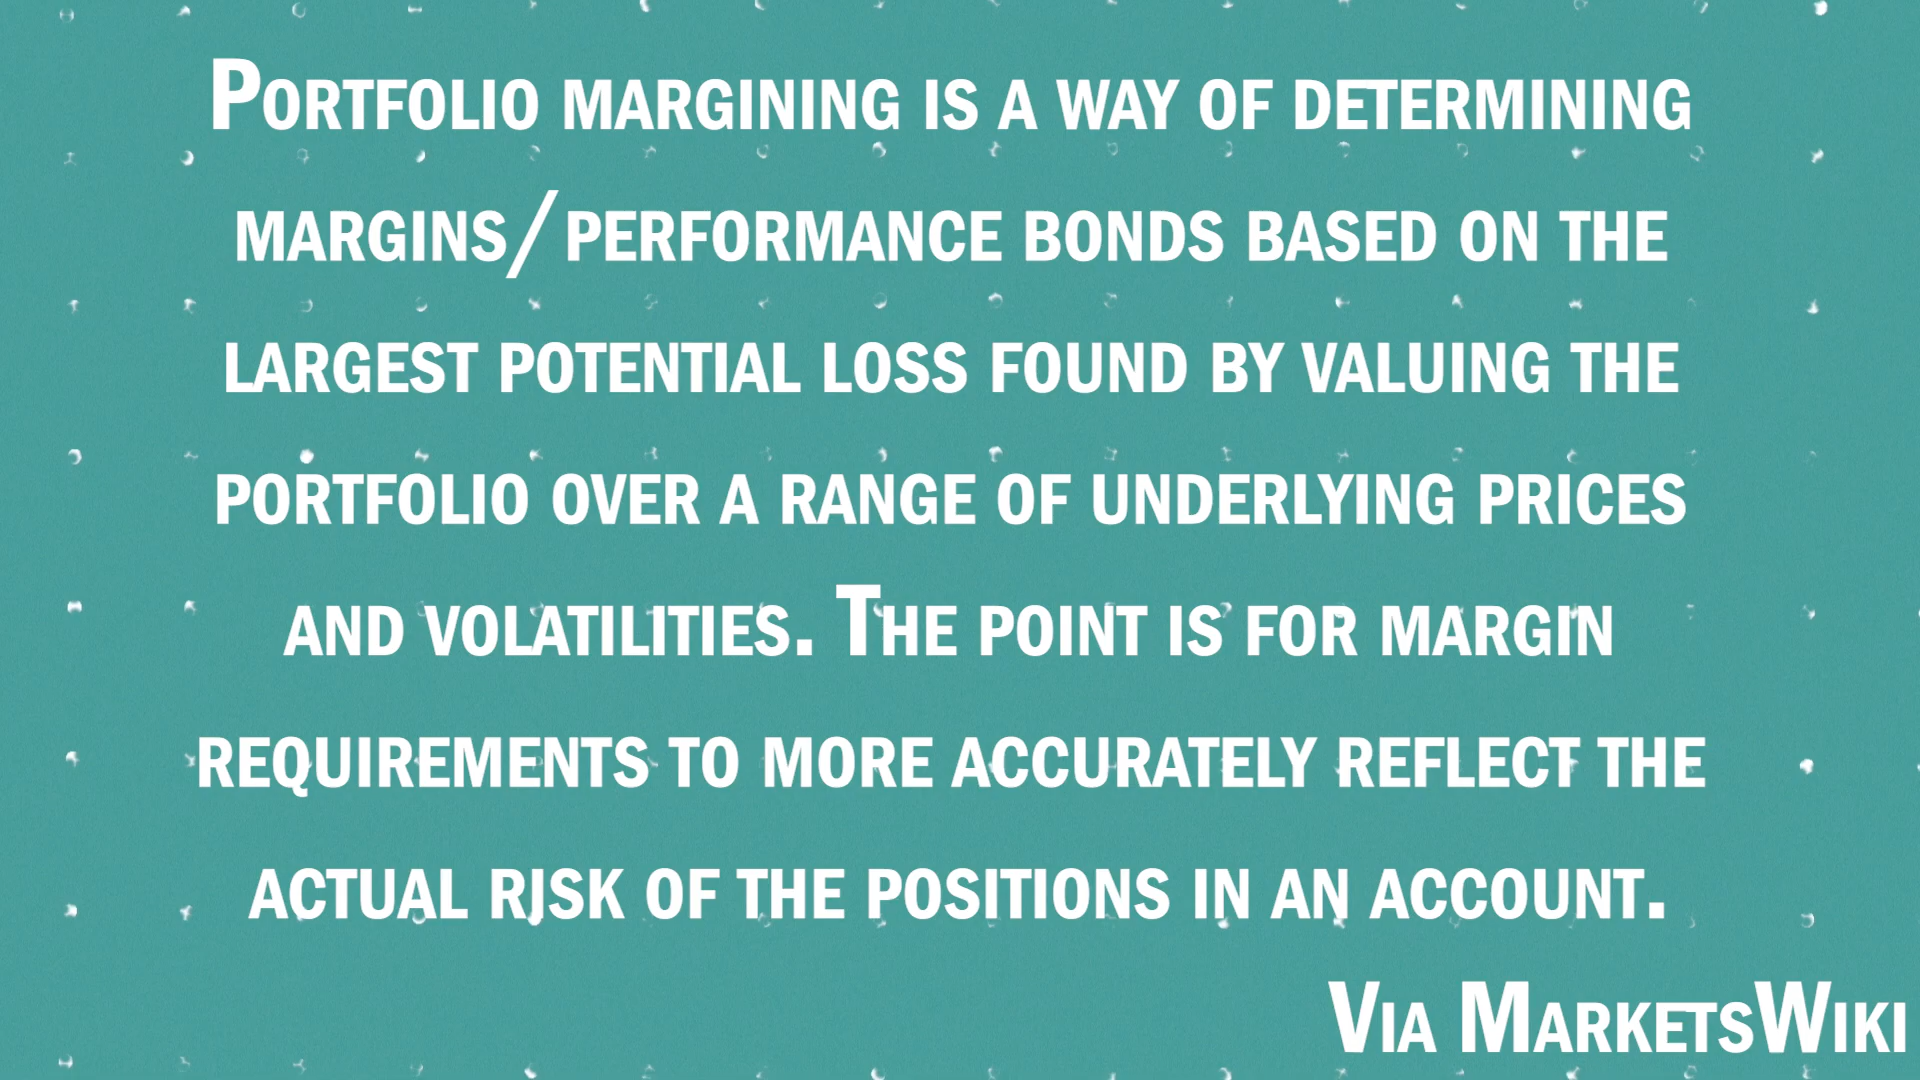 Portfolio margining is a way of determining
margins/performance bonds based on the
largest potential loss found by valuing the
portfolio over a range of underlying prices
and volatilities. The point is for margin
requirements to more accurately reflect the
actual risk of the positions in an account.
Via MarketsWiki